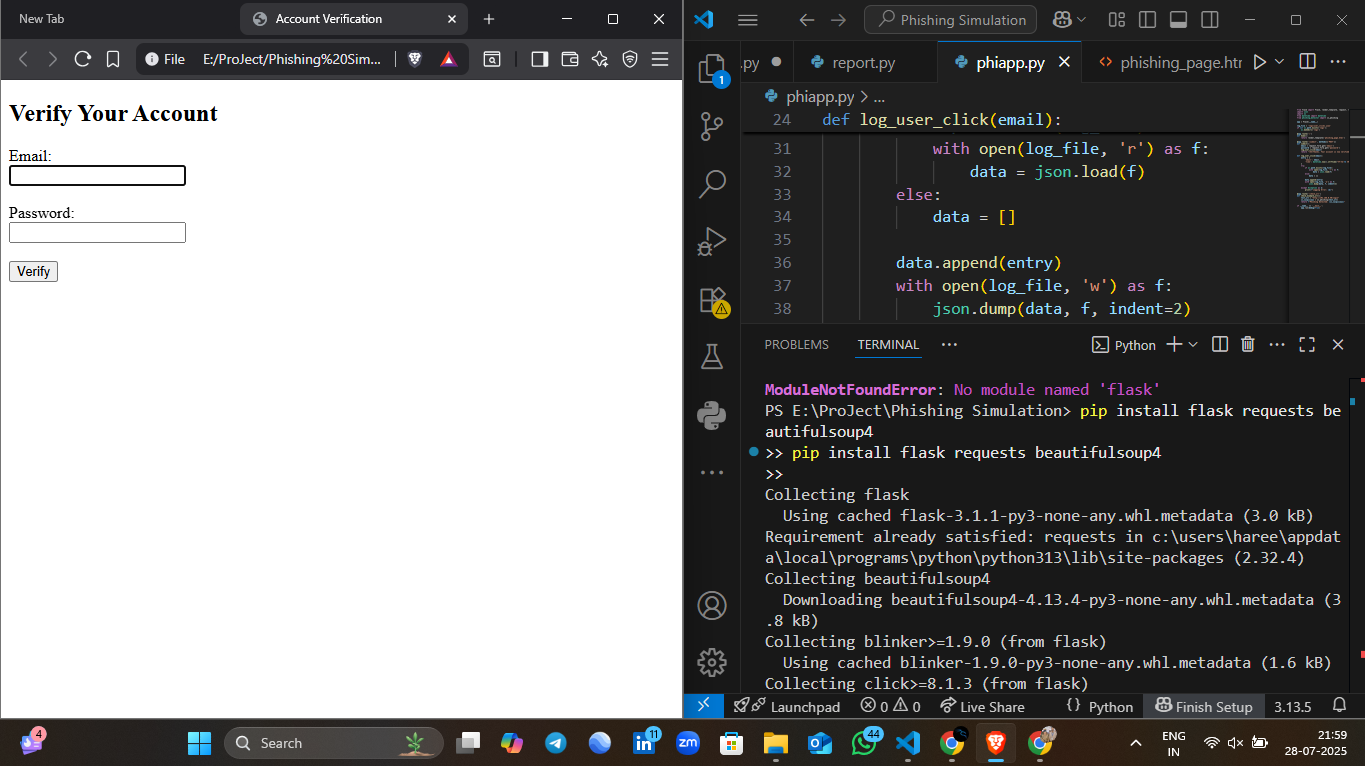 New Tab
Account Verification
File E:/ProJect/Phishing%20Sim...
Verify Your Account
Email:
Password:
Verify
Phishing Simulation
.py
report.py
phiapp.py
phishing_page.htr
1
phiapp.py > ...
24 def log_user_click(email):
31 with open(log_file, 'r') as f:
32 data = json.load(f)
33 else:
34 data = []
35
36 data.append(entry)
37 with open(log_file, 'w') as f:
38 json.dump(data, f, indent=2)
PROBLEMS TERMINAL ... Python
ModuleNotFoundError: No module named 'flask'
PS E:\ProJect\Phishing Simulation> pip install flask requests be
autifulsoup4
>> pip install flask requests beautifulsoup4
>>
Collecting flask
Using cached flask-3.1.1-py3-none-any.whl.metadata (3.0 kB)
Requirement already satisfied: requests in c:\users\haree\appdat
a\local\programs\python\python313\lib\site-packages (2.32.4)
Collecting beautifulsoup4
Downloading beautifulsoup4-4.13.4-py3-none-any.whl.metadata (3
.8 kB)
Collecting blinker>=1.9.0 (from flask)
Using cached blinker-1.9.0-py3-none-any.whl.metadata (1.6 kB)
Collecting click>=8.1.3 (from flask)
Launchpad 0 0 Live Share {} Python Finish Setup 3.13.5
4
Search
11
zm
44
ENG
IN
21:59
28-07-2025